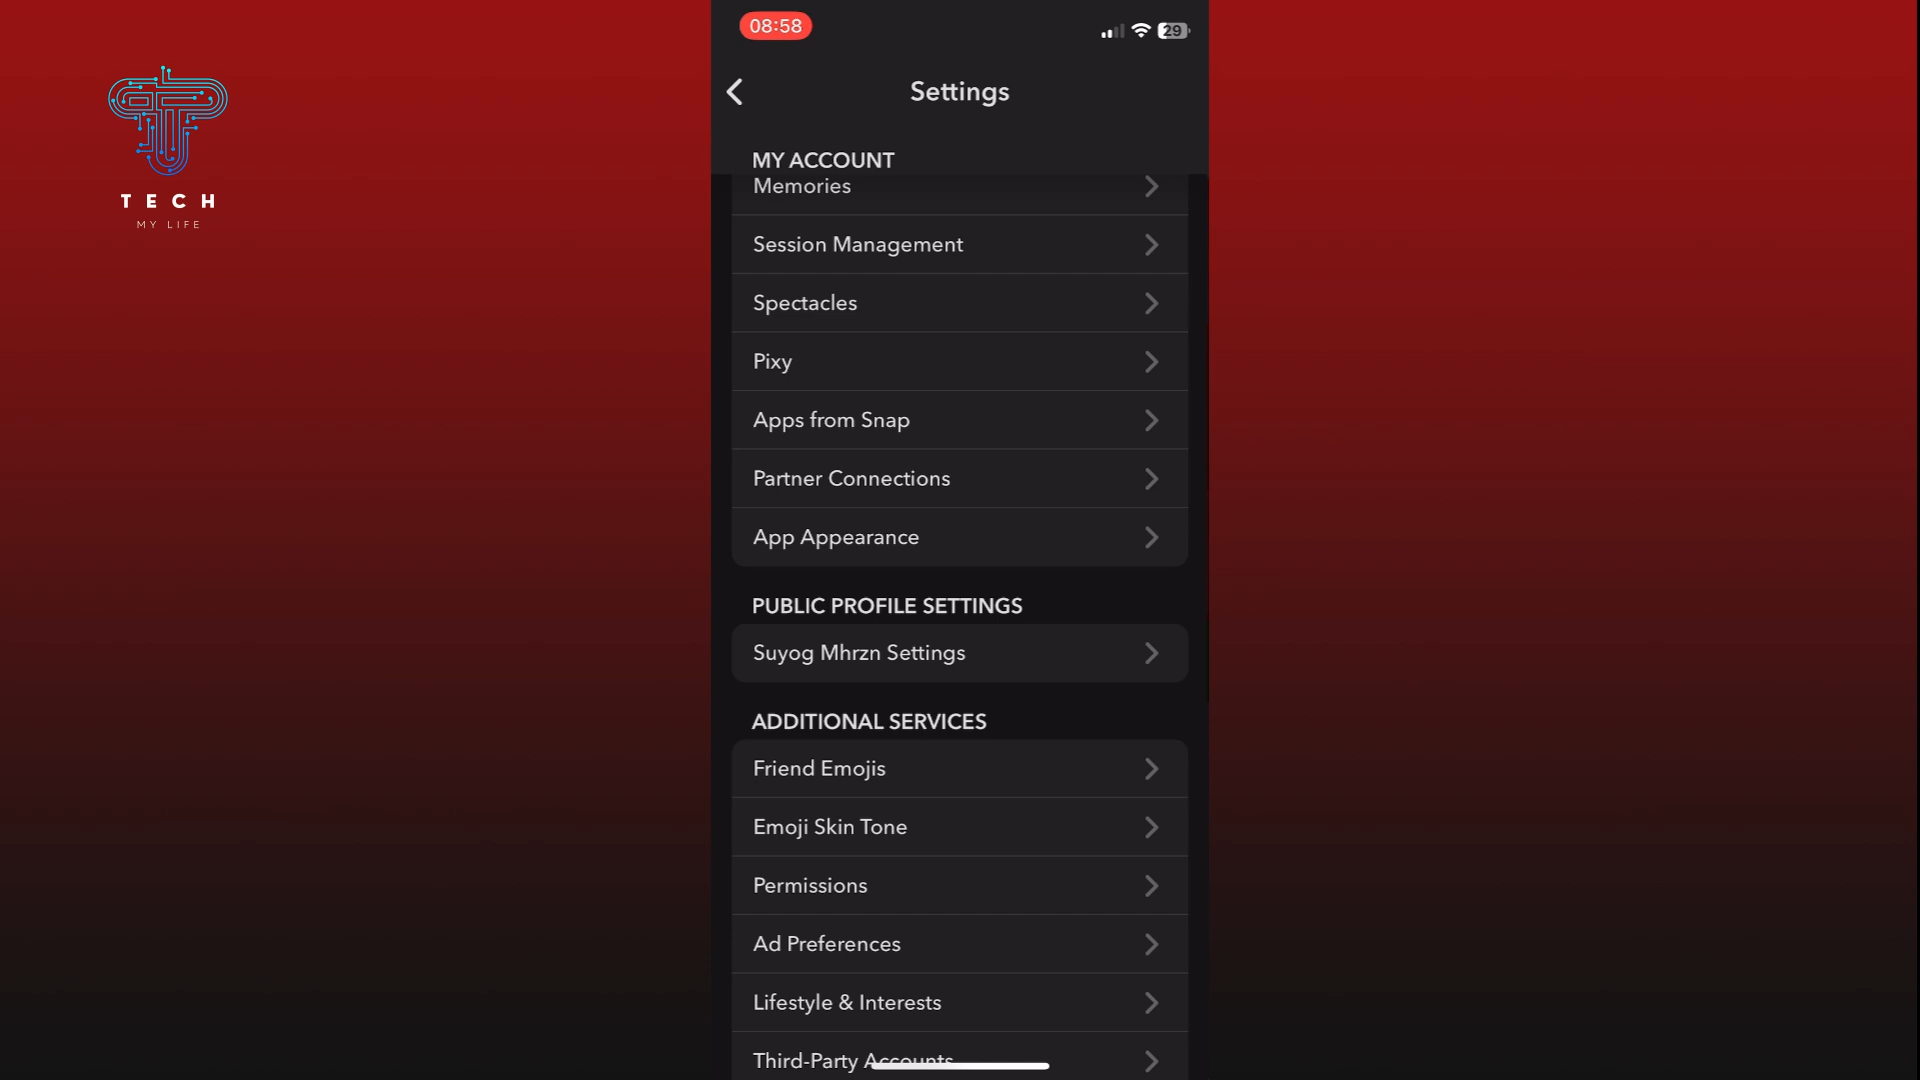 08:58
29
Settings
TECH
MY LIFE
MY ACCOUNT
Memories
Session Management
Spectacles
Pixy
Apps from Snap
Partner Connections
App Appearance
PUBLIC PROFILE SETTINGS
Suyog Mhrzn Settings
ADDITIONAL SERVICES
Friend Emojis
Emoji Skin Tone
Permissions
Ad Preferences
Lifestyle & Interests
Third-Party Accounts